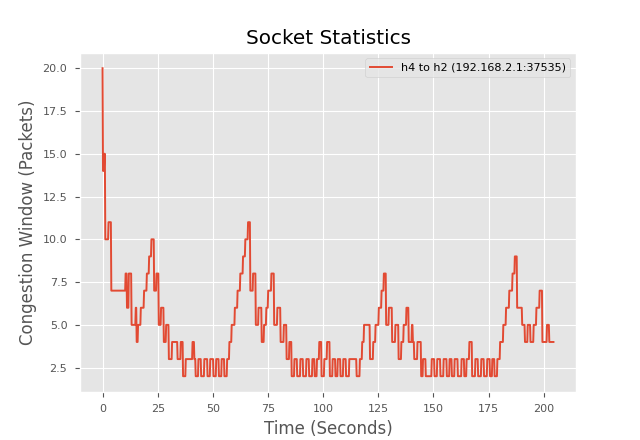 Socket Statistics
h4 to h2 (192.168.2.1:37535)
20.0
17.5
15.0
12.5
10.0
7.5
5.0
2.5
Congestion Window (Packets)
0 25 50 75 100 125 150 175 200
Time (Seconds)